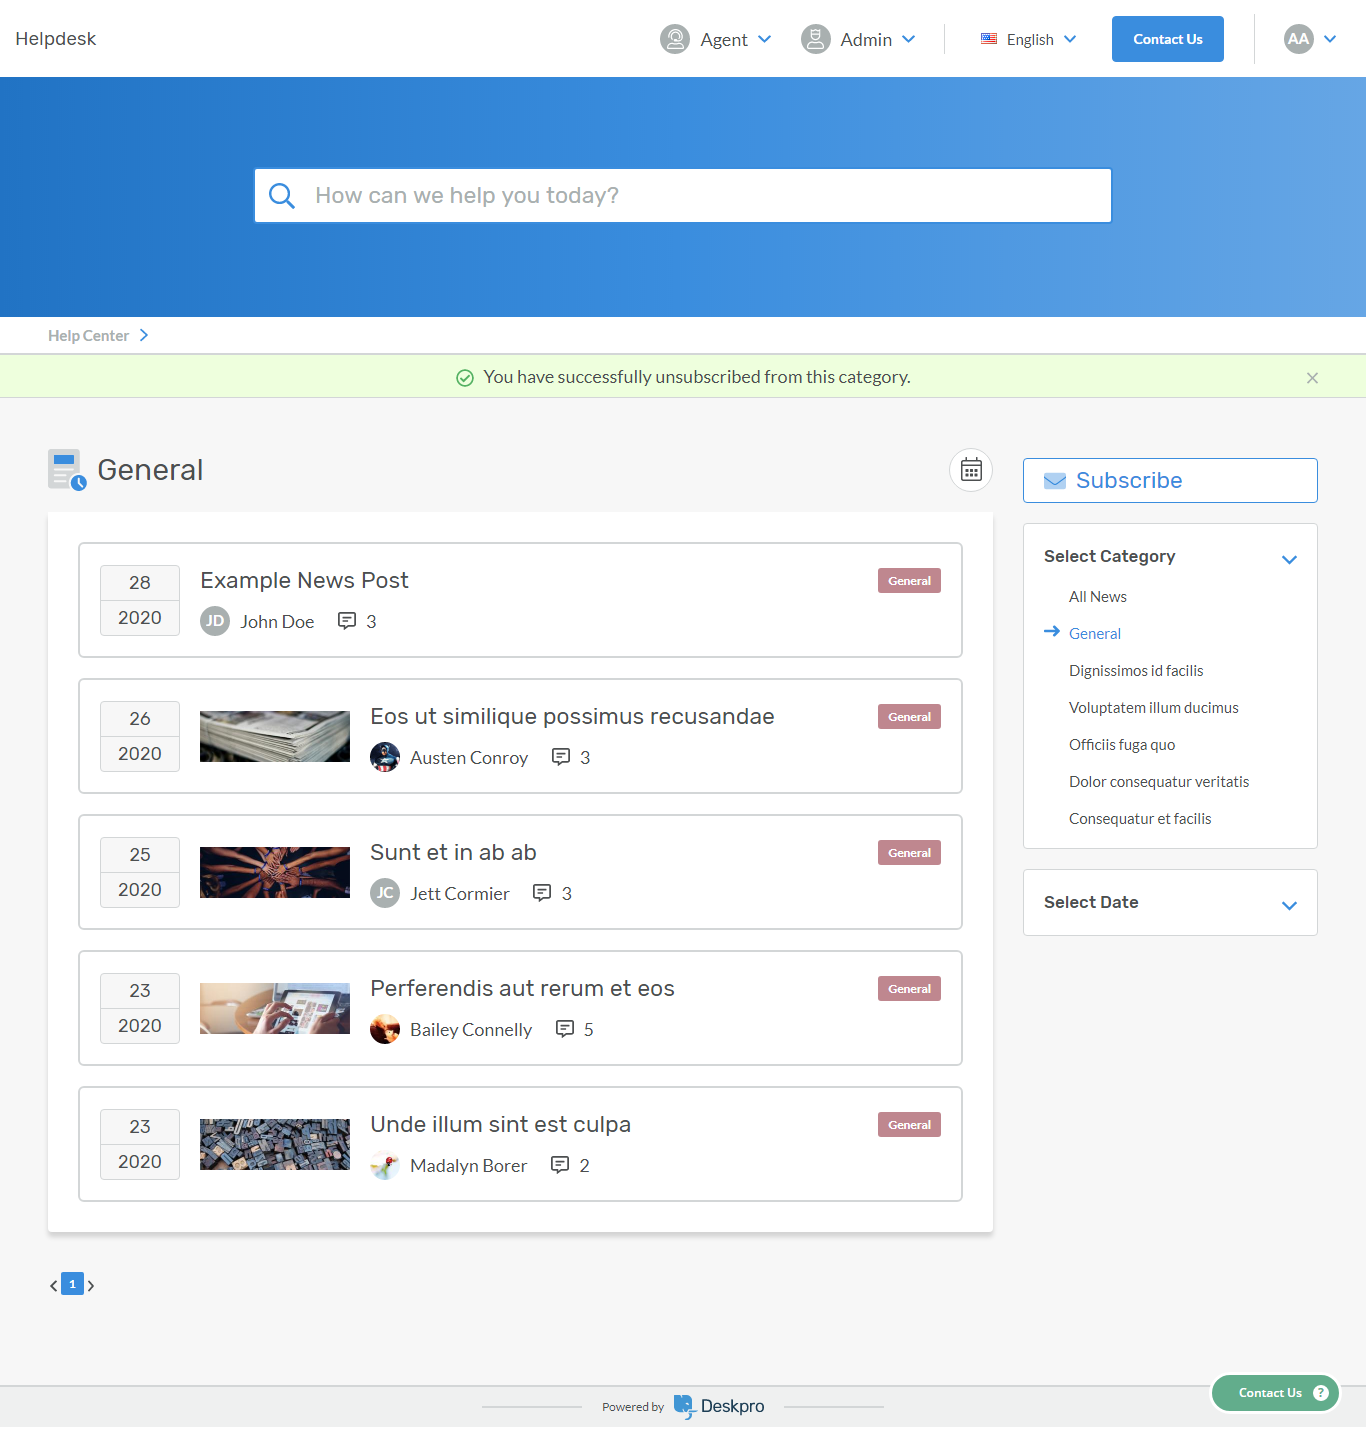 Helpdesk
Agent
Admin
English
Contact Us
AA
How can we help you today?
Help Center
You have successfully unsubscribed from this category.
General
Subscribe
28
2020
Example News Post
JD John Doe 3
General
26
2020
Eos ut similique possimus recusandae
Austen Conroy 3
General
25
2020
Sunt et in ab ab
JC Jett Cormier 3
General
23
2020
Perferendis aut rerum et eos
Bailey Connelly 5
General
23
2020
Unde illum sint est culpa
Madalyn Borer 2
General
Select Category
All News
General
Dignissimos id facilis
Voluptatem illum ducimus
Officiis fuga quo
Dolor consequatur veritatis
Consequatur et facilis
Select Date
1
Powered by Deskpro
Contact Us ?